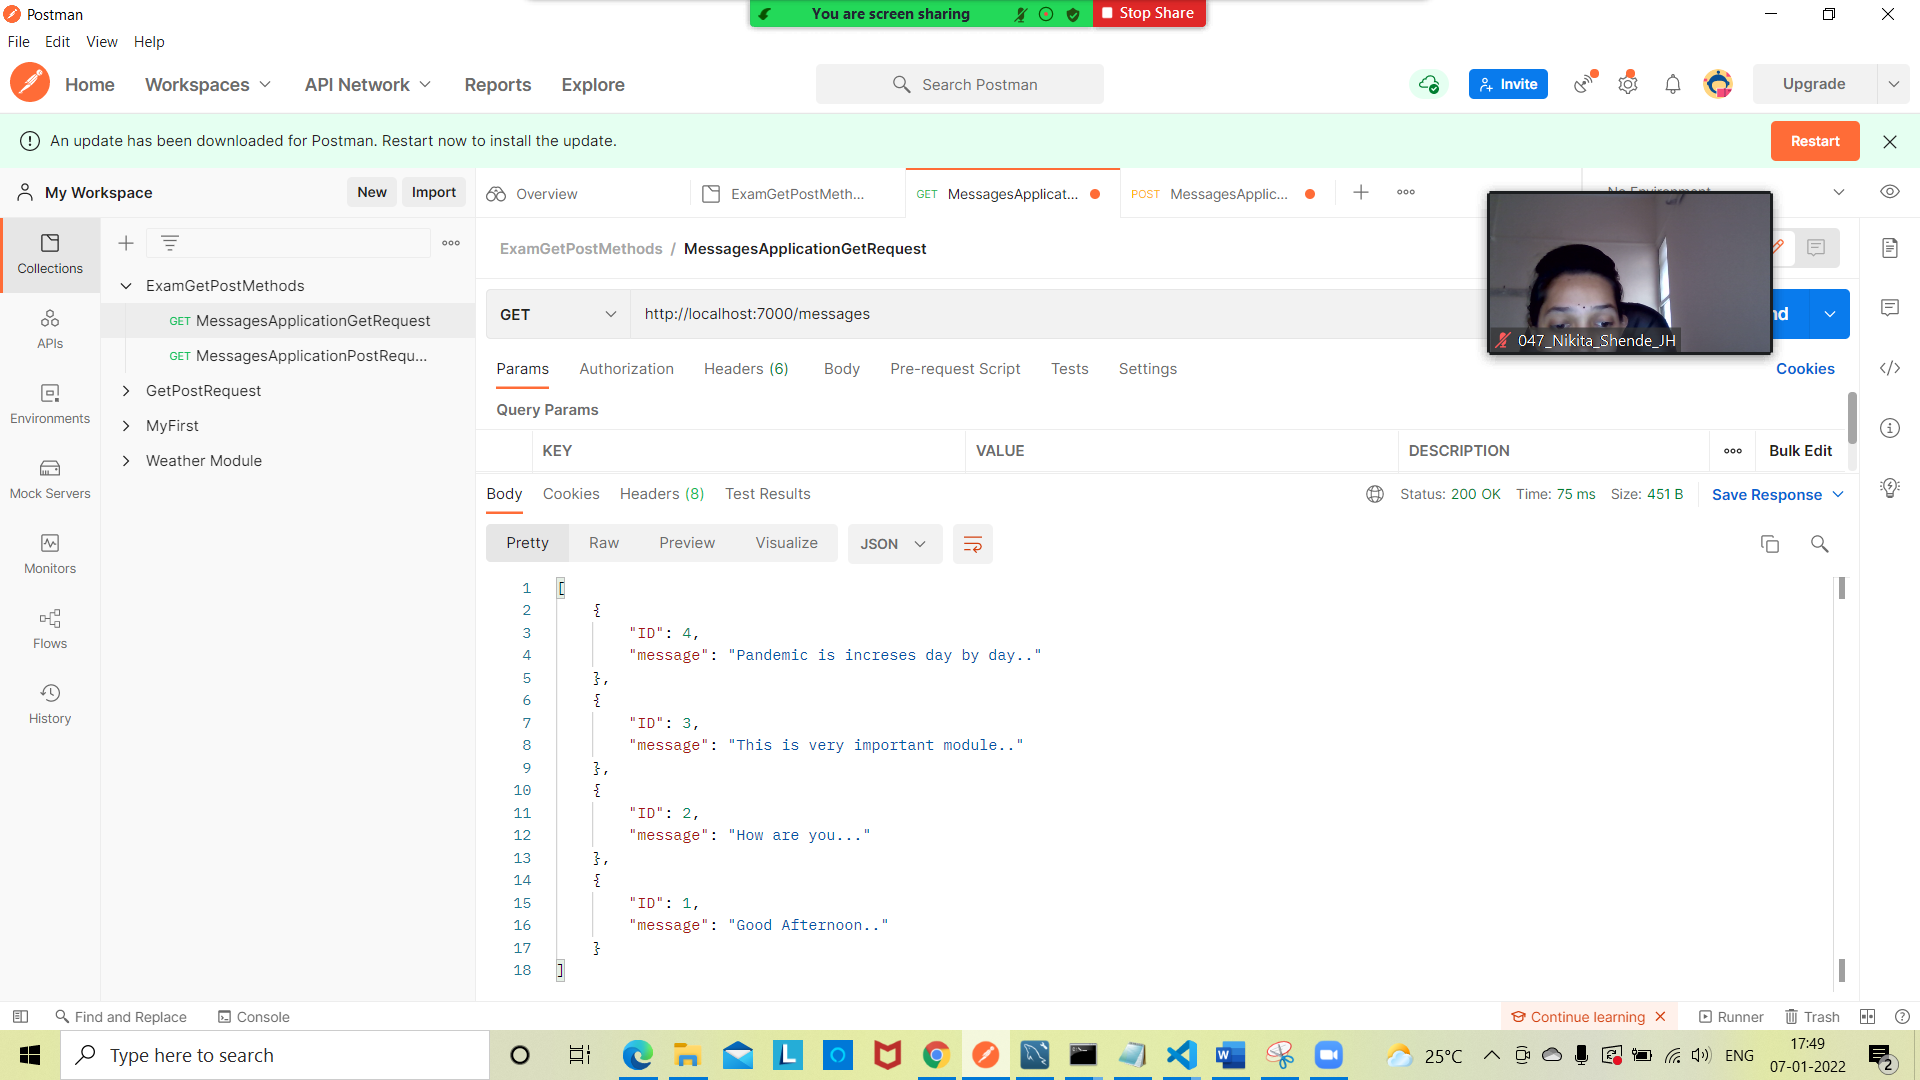 Postman
You are screen sharing
Stop Share
File Edit View Help
Home Workspaces API Network Reports Explore
Search Postman
Invite
Upgrade
An update has been downloaded for Postman. Restart now to install the update.
Restart
My Workspace
New Import
Overview
ExamGetPostMeth...
GET MessagesApplicat...
POST MessagesApplic...
No Environment
Collections
APIs
Environments
Mock Servers
Monitors
Flows
History
ExamGetPostMethods
GET MessagesApplicationGetRequest
GET MessagesApplicationPostRequ...
GetPostRequest
MyFirst
Weather Module
ExamGetPostMethods / MessagesApplicationGetRequest
GET http://localhost:7000/messages
nd
047_Nikita_Shende_JH
Params Authorization Headers (6) Body Pre-request Script Tests Settings Cookies
Query Params
KEY VALUE DESCRIPTION Bulk Edit
Body Cookies Headers (8) Test Results
Status: 200 OK Time: 75 ms Size: 451 B Save Response
Pretty Raw Preview Visualize JSON
1 [
2 {
3 "ID": 4,
4 "message": "Pandemic is increses day by day.."
5 },
6 {
7 "ID": 3,
8 "message": "This is very important module.."
9 },
10 {
11 "ID": 2,
12 "message": "How are you..."
13 },
14 {
15 "ID": 1,
16 "message": "Good Afternoon.."
17 }
18 ]
Find and Replace Console
Continue learning Runner Trash
Type here to search
25°C
ENG
17:49
07-01-2022
2